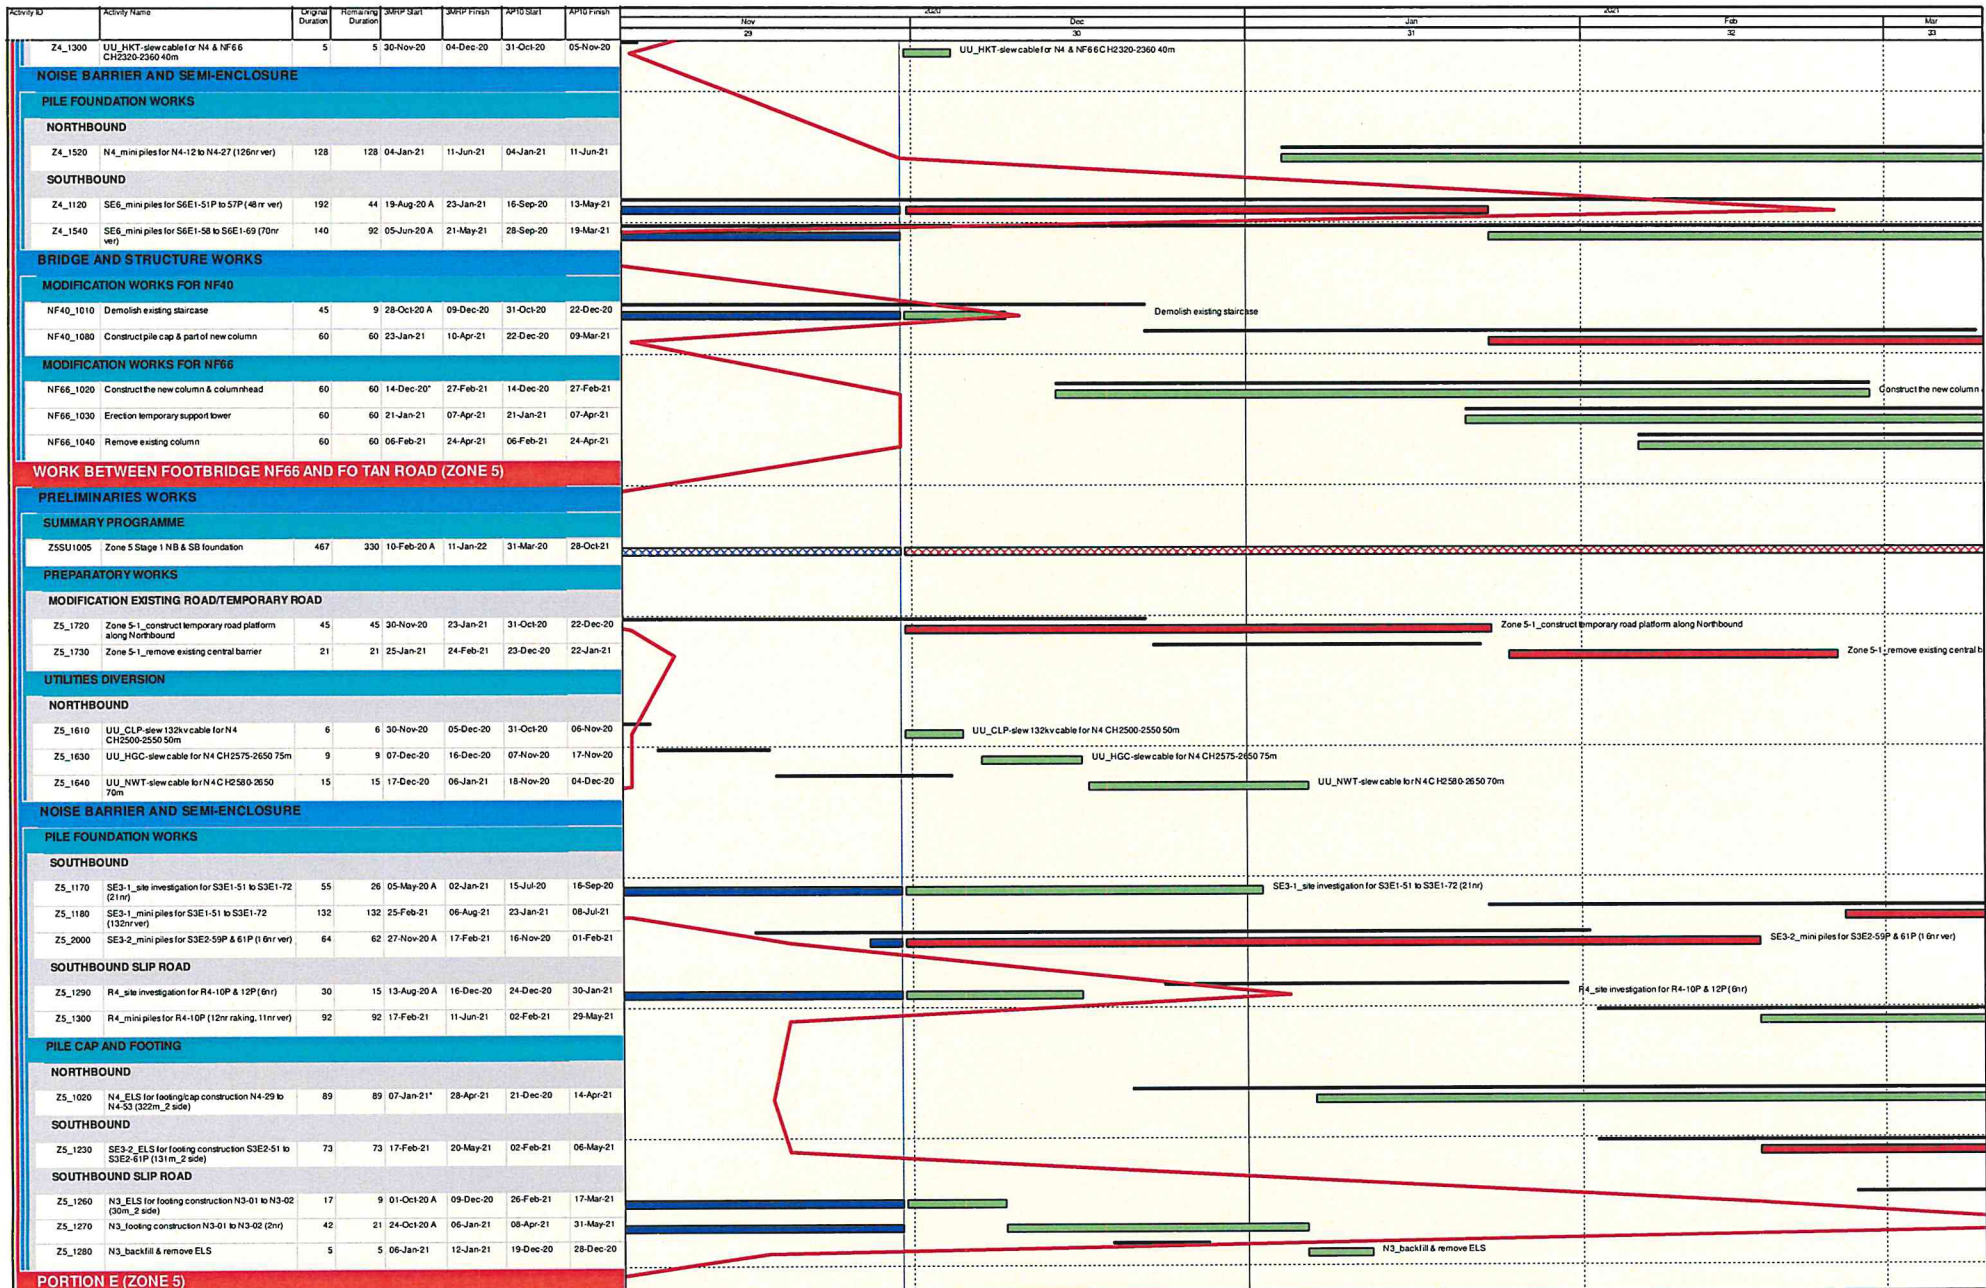 Activity ID Activity Name Original Duration Remaining Duration 3MRP Start 3MRP Finish AP10 Start AP10 Finish
2020 2021
Nov Dec Jan Feb Mar
29 30 31 32 33
Z4_1300 UU_HKT-slew cable for N4 & NF66 CH2320-2360 40m 5 5 30-Nov-20 04-Dec-20 31-Oct-20 05-Nov-20 UU_HKT-slew cable for N4 & NF66 CH2320-2360 40m
NOISE BARRIER AND SEMI-ENCLOSURE
PILE FOUNDATION WORKS
NORTHBOUND
Z4_1520 N4_mini piles for N4-12 to N4-27 (126nr ver) 128 128 04-Jan-21 11-Jun-21 04-Jan-21 11-Jun-21
SOUTHBOUND
Z4_1120 SE6_mini piles for S6E1-51P to 57P (48nr ver) 192 44 19-Aug-20 A 23-Jan-21 16-Sep-20 13-May-21
Z4_1540 SE6_mini piles for S6E1-58 to S6E1-69 (70nr ver) 140 92 05-Jun-20 A 21-May-21 28-Sep-20 19-Mar-21
BRIDGE AND STRUCTURE WORKS
MODIFICATION WORKS FOR NF40
NF40_1010 Demolish existing staircase 45 9 28-Oct-20 A 09-Dec-20 31-Oct-20 22-Dec-20 Demolish existing staircase
NF40_1080 Construct pile cap & part of new column 60 60 23-Jan-21 10-Apr-21 22-Dec-20 09-Mar-21
MODIFICATION WORKS FOR NF66
NF66_1020 Construct the new column & columnhead 60 60 14-Dec-20* 27-Feb-21 14-Dec-20 27-Feb-21 Construct the new column
NF66_1030 Erection temporary support tower 60 60 21-Jan-21 07-Apr-21 21-Jan-21 07-Apr-21
NF66_1040 Remove existing column 60 60 06-Feb-21 24-Apr-21 06-Feb-21 24-Apr-21
WORK BETWEEN FOOTBRIDGE NF66 AND FO TAN ROAD (ZONE 5)
PRELIMINARIES WORKS
SUMMARY PROGRAMME
Z5SU1005 Zone 5 Stage 1 NB & SB foundation 467 330 10-Feb-20 A 11-Jan-22 31-Mar-20 28-Oct-21
PREPARATORY WORKS
MODIFICATION EXISTING ROAD/TEMPORARY ROAD
Z5_1720 Zone 5-1_construct temporary road platform along Northbound 45 45 30-Nov-20 23-Jan-21 31-Oct-20 22-Dec-20 Zone 5-1_construct temporary road platform along Northbound
Z5_1730 Zone 5-1_remove existing central barrier 21 21 25-Jan-21 24-Feb-21 23-Dec-20 22-Jan-21 Zone 5-1_remove existing central b
UTILITIES DIVERSION
NORTHBOUND
Z5_1610 UU_CLP-slew 132kv cable for N4 CH2500-2550 50m 6 6 30-Nov-20 05-Dec-20 31-Oct-20 06-Nov-20 UU_CLP-slew 132kv cable for N4 CH2500-2550 50m
Z5_1630 UU_HGC-slew cable for N4 CH2575-2650 75m 9 9 07-Dec-20 16-Dec-20 07-Nov-20 17-Nov-20 UU_HGC-slew cable for N4 CH2575-2650 75m
Z5_1640 UU_NWT-slew cable for N4 CH2580-2650 70m 15 15 17-Dec-20 06-Jan-21 18-Nov-20 04-Dec-20 UU_NWT-slew cable for N4 CH2580-2650 70m
NOISE BARRIER AND SEMI-ENCLOSURE
PILE FOUNDATION WORKS
SOUTHBOUND
Z5_1170 SE3-1_site investigation for S3E1-51 to S3E1-72 (21nr) 55 26 05-May-20 A 02-Jan-21 15-Jul-20 16-Sep-20 SE3-1_site investigation for S3E1-51 to S3E1-72 (21nr)
Z5_1180 SE3-1_mini piles for S3E1-51 to S3E1-72 (132nr ver) 132 132 25-Feb-21 06-Aug-21 23-Jan-21 08-Jul-21
Z5_2000 SE3-2_mini piles for S3E2-59P & 61P (16nr ver) 64 62 27-Nov-20 A 17-Feb-21 16-Nov-20 01-Feb-21 SE3-2_mini piles for S3E2-59P & 61P (16nr ver)
SOUTHBOUND SLIP ROAD
Z5_1290 R4_site investigation for R4-10P & 12P (6nr) 30 15 13-Aug-20 A 16-Dec-20 24-Dec-20 30-Jan-21 R4_site investigation for R4-10P & 12P (6nr)
Z5_1300 R4_mini piles for R4-10P (12nr raking, 11nr ver) 92 92 17-Feb-21 11-Jun-21 02-Feb-21 29-May-21
PILE CAP AND FOOTING
NORTHBOUND
Z5_1020 N4_ELS for footing/cap construction N4-29 to N4-53 (322m_2 side) 89 89 07-Jan-21* 28-Apr-21 21-Dec-20 14-Apr-21
SOUTHBOUND
Z5_1230 SE3-2_ELS for footing construction S3E2-51 to S3E2-61P (131m_2 side) 73 73 17-Feb-21 20-May-21 02-Feb-21 06-May-21
SOUTHBOUND SLIP ROAD
Z5_1260 N3_ELS for footing construction N3-01 to N3-02 (30m_2 side) 17 9 01-Oct-20 A 09-Dec-20 26-Feb-21 17-Mar-21
Z5_1270 N3_footing construction N3-01 to N3-02 (2nr) 42 21 24-Oct-20 A 06-Jan-21 08-Apr-21 31-May-21
Z5_1280 N3_backfill & remove ELS 5 5 06-Jan-21 12-Jan-21 19-Dec-20 28-Dec-20 N3_backfill & remove ELS
PORTION E (ZONE 5)